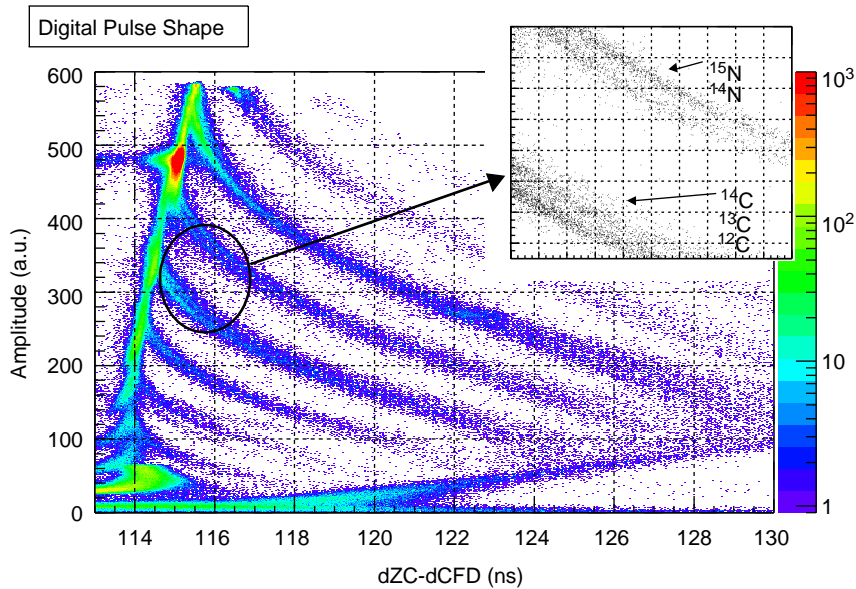 Digital Pulse Shape
600
500
400
300
200
100
0
Amplitude (a.u.)
114
116
118
120
122
124
126
128
130
dZC-dCFD (ns)
¹⁵N
¹⁴N
¹⁴C
¹³C
¹²C
10³
10²
10
1